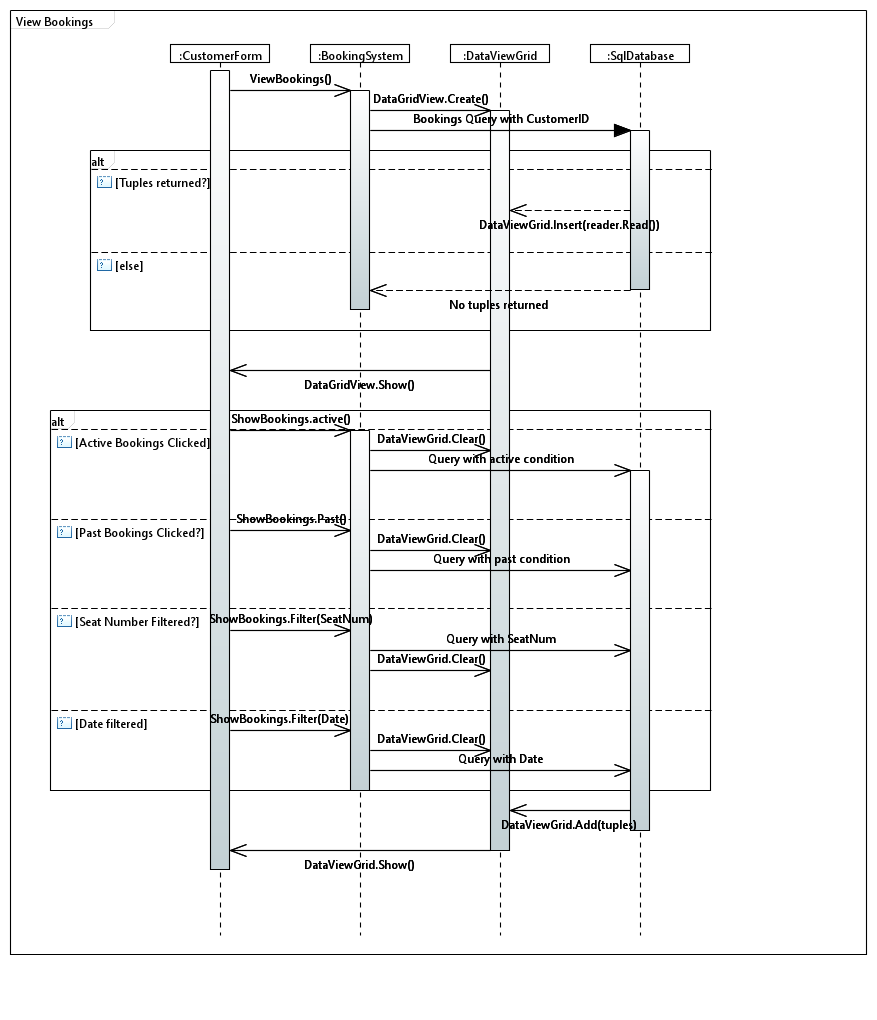 View Bookings
:CustomerForm :BookingSystem :DataViewGrid :SqlDatabase
ViewBookings()
DataGridView.Create()
Bookings Query with CustomerID
alt
[Tuples returned?]
DataViewGrid.Insert(reader.Read())
[else]
No tuples returned
DataGridView.Show()
alt
ShowBookings.active()
[Active Bookings Clicked]
DataViewGrid.Clear()
Query with active condition
ShowBookings.Past()
[Past Bookings Clicked?]
DataViewGrid.Clear()
Query with past condition
ShowBookings.Filter(SeatNum)
[Seat Number Filtered?]
Query with SeatNum
DataViewGrid.Clear()
ShowBookings.Filter(Date)
[Date filtered]
DataViewGrid.Clear()
Query with Date
DataViewGrid.Add(tuples)
DataViewGrid.Show()